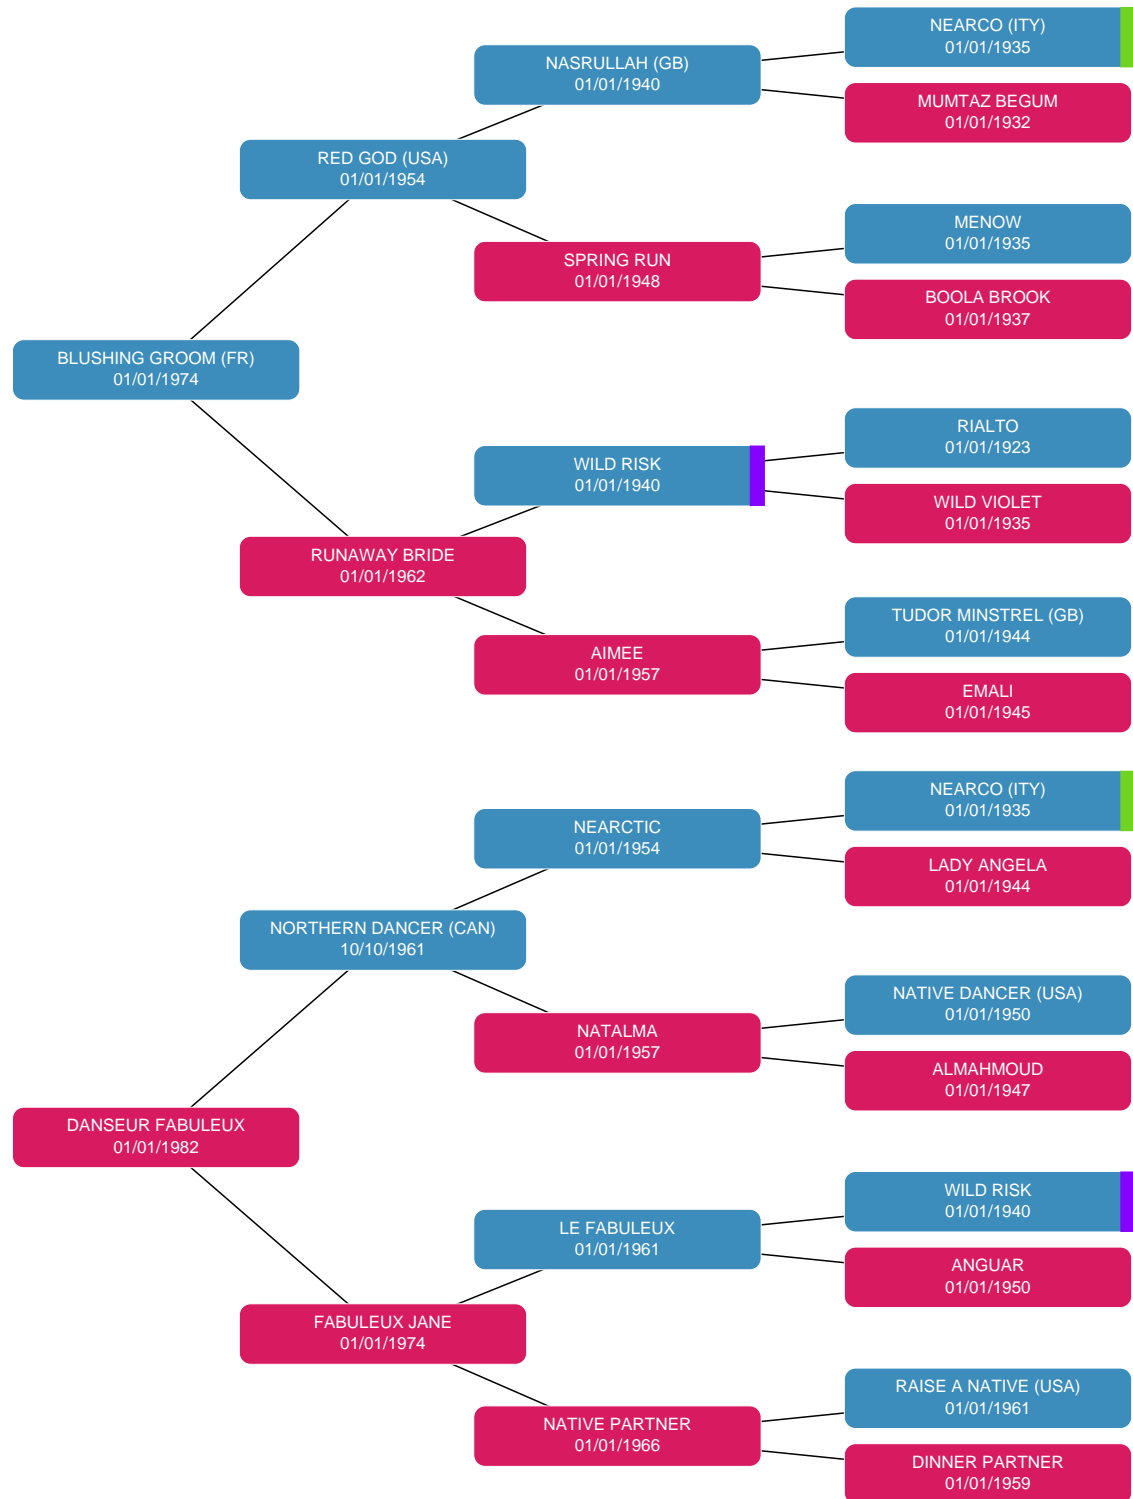 NEARCO (ITY)
01/01/1935
NASRULLAH (GB)
01/01/1940
MUMTAZ BEGUM
01/01/1932
RED GOD (USA)
01/01/1954
MENOW
01/01/1935
SPRING RUN
01/01/1948
BOOLA BROOK
01/01/1937
BLUSHING GROOM (FR)
01/01/1974
RIALTO
01/01/1923
WILD RISK
01/01/1940
WILD VIOLET
01/01/1935
RUNAWAY BRIDE
01/01/1962
TUDOR MINSTREL (GB)
01/01/1944
AIMEE
01/01/1957
EMALI
01/01/1945
NEARCO (ITY)
01/01/1935
NEARCTIC
01/01/1954
LADY ANGELA
01/01/1944
NORTHERN DANCER (CAN)
10/10/1961
NATIVE DANCER (USA)
01/01/1950
NATALMA
01/01/1957
ALMAHMOUD
01/01/1947
DANSEUR FABULEUX
01/01/1982
WILD RISK
01/01/1940
LE FABULEUX
01/01/1961
ANGUAR
01/01/1950
FABULEUX JANE
01/01/1974
RAISE A NATIVE (USA)
01/01/1961
NATIVE PARTNER
01/01/1966
DINNER PARTNER
01/01/1959